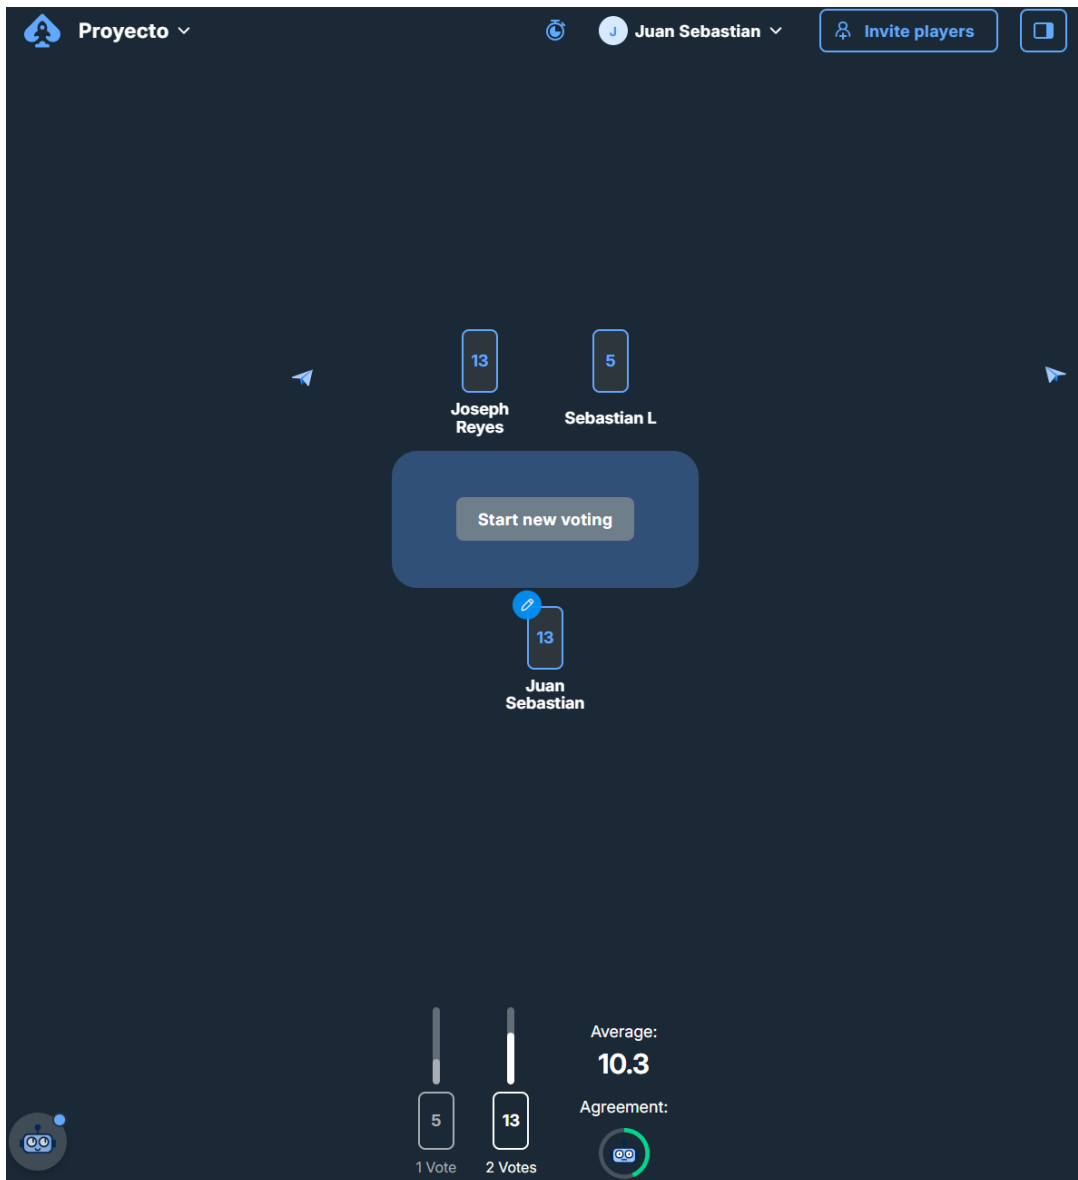 Proyecto
J
Juan Sebastian
Invite players
13
5
Joseph
Reyes
Sebastian L
Start new voting
13
Juan
Sebastian
Average:
10.3
5
13
Agreement:
1 Vote
2 Votes